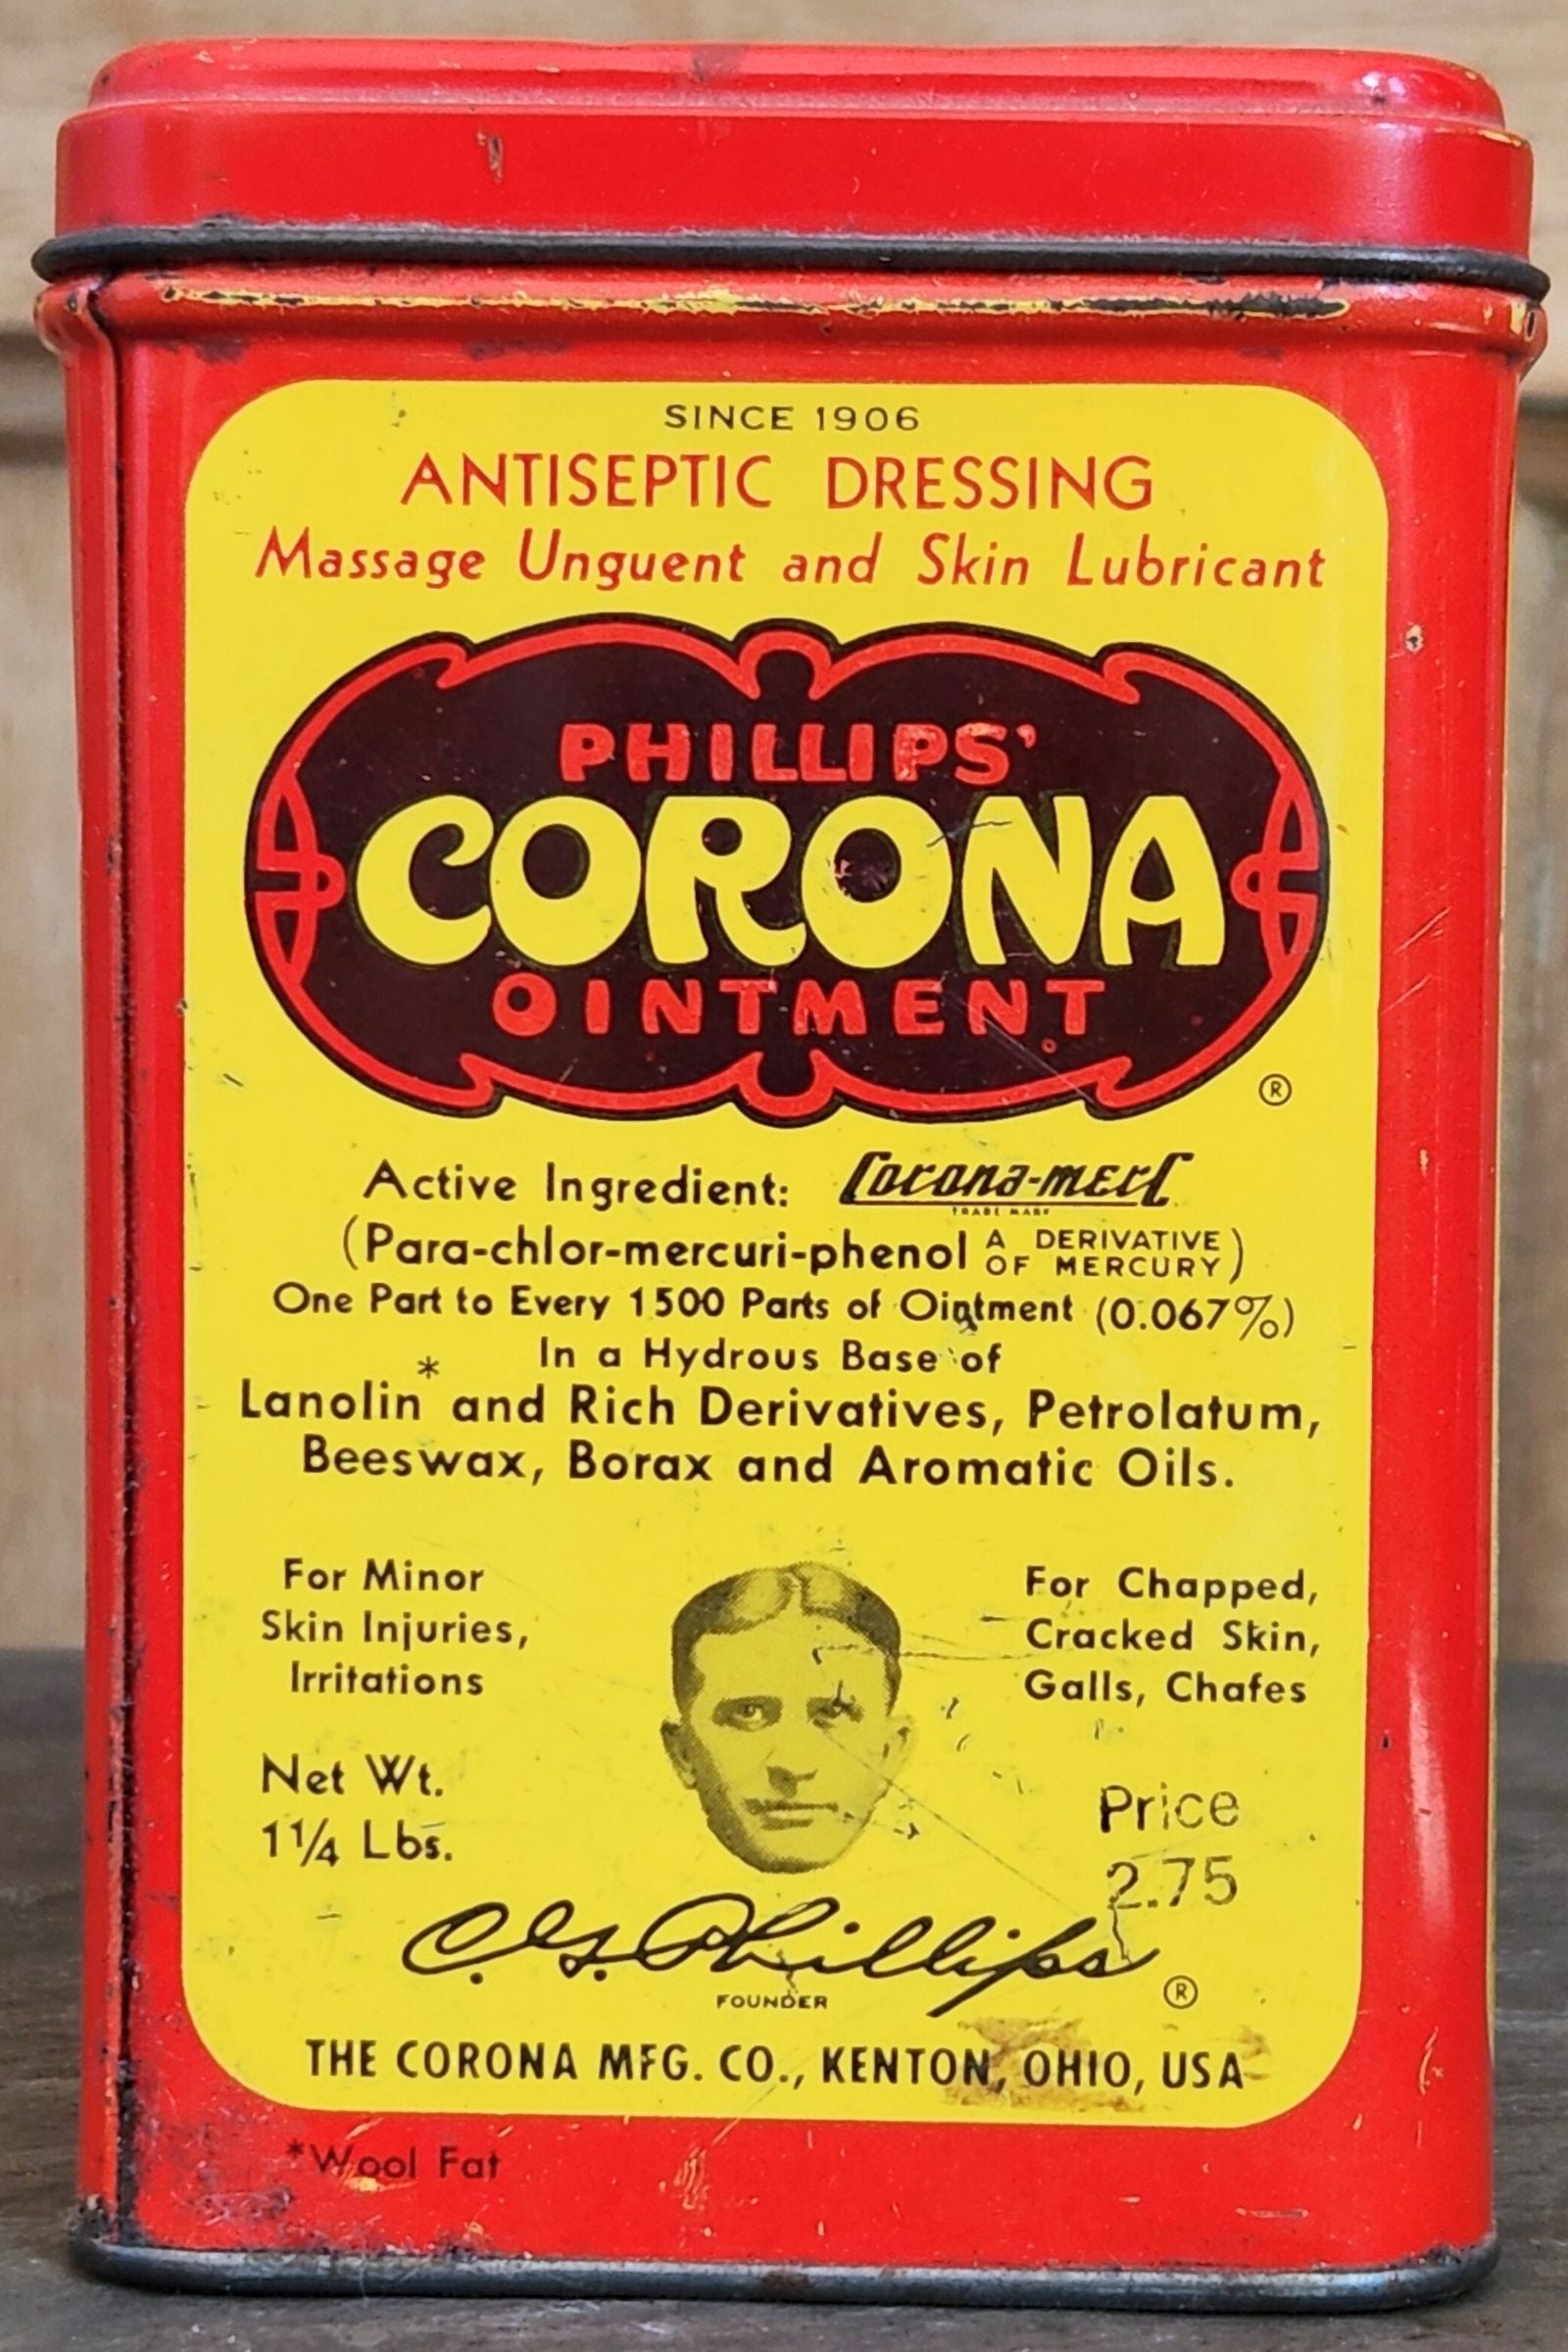 SINCE 1906
ANTISEPTIC DRESSING
Massage Unguent and Skin Lubricant
PHILLIPS'
CORONA
OINTMENT
®
Active Ingredient: Corona-merc
TRADE MARK
(Para-chlor-mercuri-phenol A DERIVATIVE OF MERCURY)
One Part to Every 1500 Parts of Ointment (0.067%)
In a Hydrous Base of
Lanolin* and Rich Derivatives, Petrolatum,
Beeswax, Borax and Aromatic Oils.
For Minor
Skin Injuries,
Irritations
For Chapped,
Cracked Skin,
Galls, Chafes
Net Wt.
1¼ Lbs.
Price
2.75
C. G. Phillips
®
FOUNDER
THE CORONA MFG. CO., KENTON, OHIO, USA
*Wool Fat